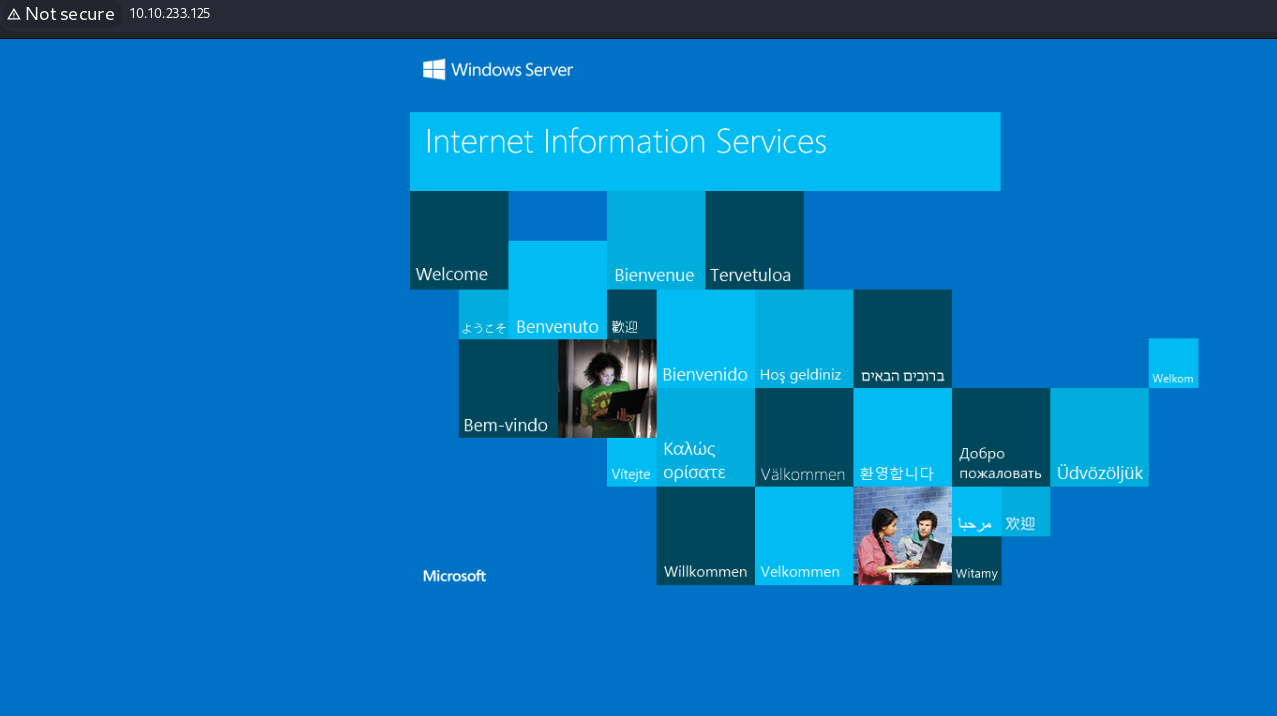 Not secure 10.10.233.125
Windows Server
Internet Information Services
Welcome
Bienvenue
Tervetuloa
ようこそ
Benvenuto
歡迎
Bienvenido
Hoş geldiniz
ברוכים הבאים
Welkom
Bem-vindo
Καλώς
ορίσατε
Vítejte
Välkommen
환영합니다
Добро
пожаловать
Üdvözöljük
مرحبا
欢迎
Microsoft
Willkommen
Velkommen
Witamy